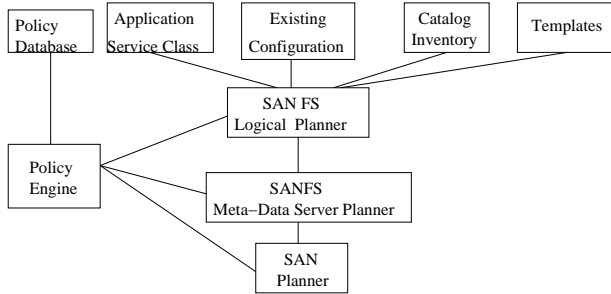 Policy
Database
Application
Service Class
Existing
Configuration
Catalog
Inventory
Templates
SAN FS
Logical Planner
Policy
Engine
SANFS
Meta−Data Server Planner
SAN
Planner